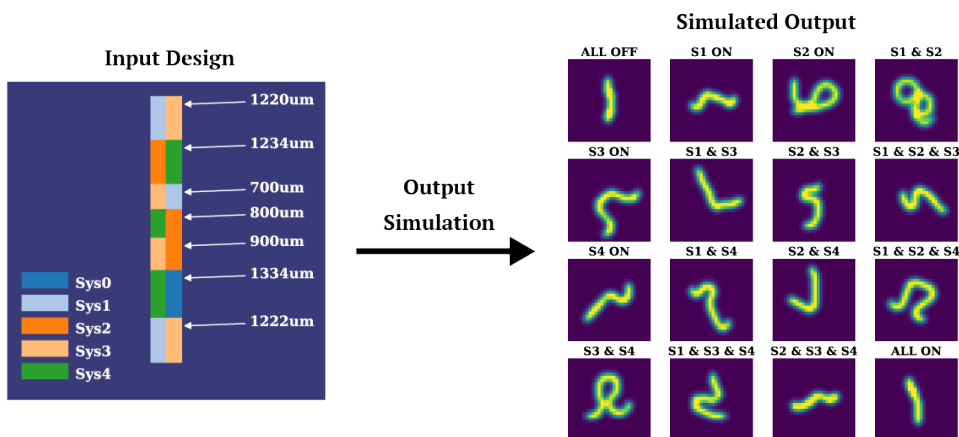 Simulated Output
Input Design
ALL OFF
S1 ON
S2 ON
S1 & S2
1220um
1234um
700um
800um
900um
1334um
1222um
Sys0
Sys1
Sys2
Sys3
Sys4
Output
Simulation
S3 ON
S1 & S3
S2 & S3
S1 & S2 & S3
S4 ON
S1 & S4
S2 & S4
S1 & S2 & S4
S3 & S4
S1 & S3 & S4
S2 & S3 & S4
ALL ON